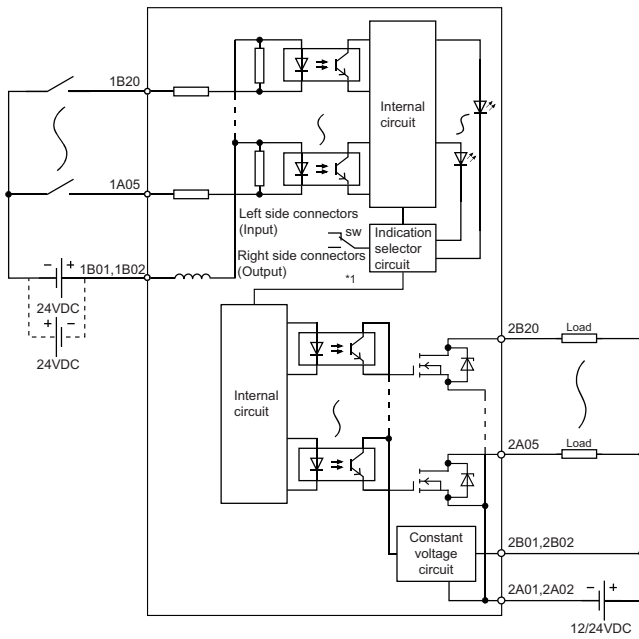 1B20
Internal
circuit
1A05
Left side connectors
(Input)
sw
Right side connectors
(Output)
Indication
selector
circuit
*1
− +
1B01,1B02
24VDC
+ −
24VDC
2B20
Load
Internal
circuit
2A05
Load
Constant
voltage
circuit
2B01,2B02
2A01,2A02
− +
12/24VDC